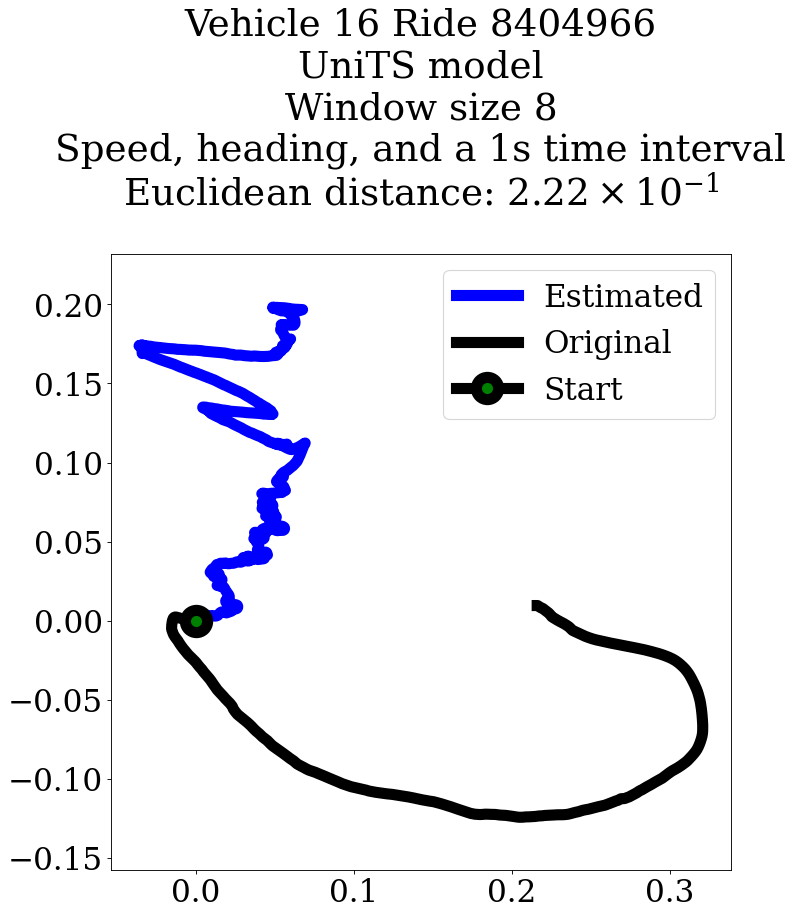 Vehicle 16 Ride 8404966
UniTS model
Window size 8
Speed, heading, and a 1s time interval
Euclidean distance: $2.22 \times 10^{-1}$
Estimated
Original
Start
0.20
0.15
0.10
0.05
0.00
−0.05
−0.10
−0.15
0.0 0.1 0.2 0.3